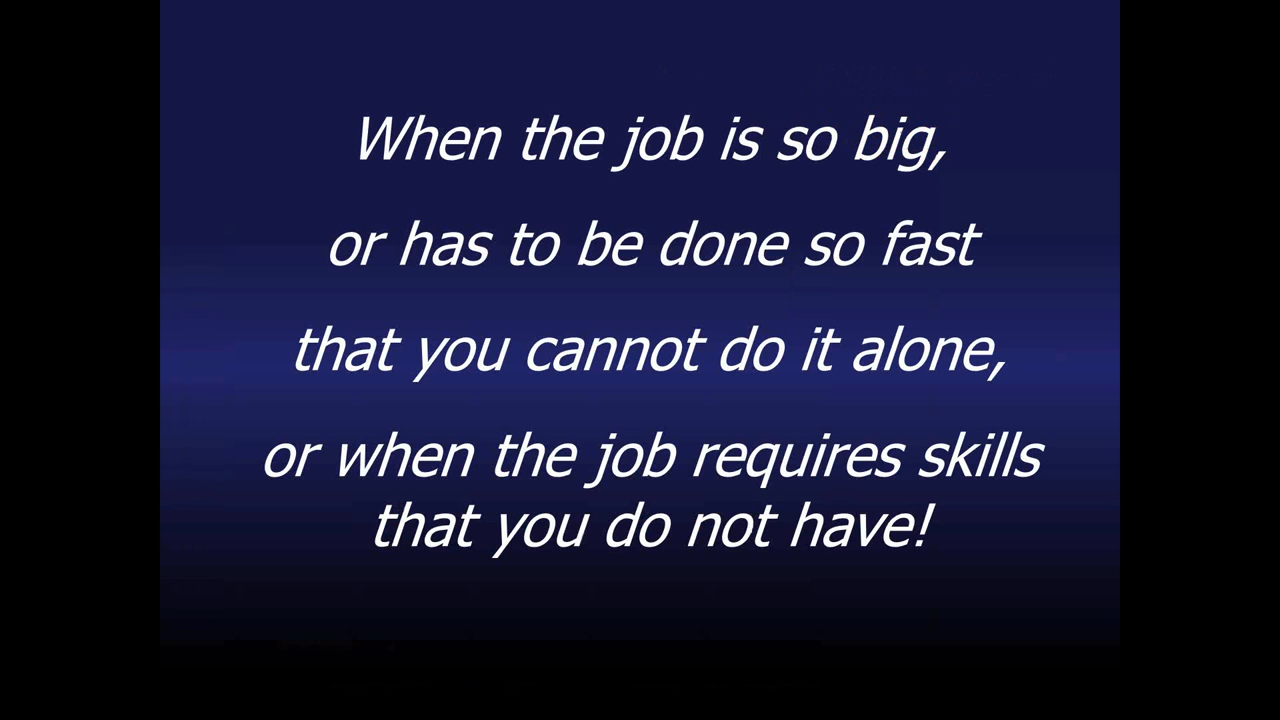 When the job is so big,
or has to be done so fast
that you cannot do it alone,
or when the job requires skills
that you do not have!